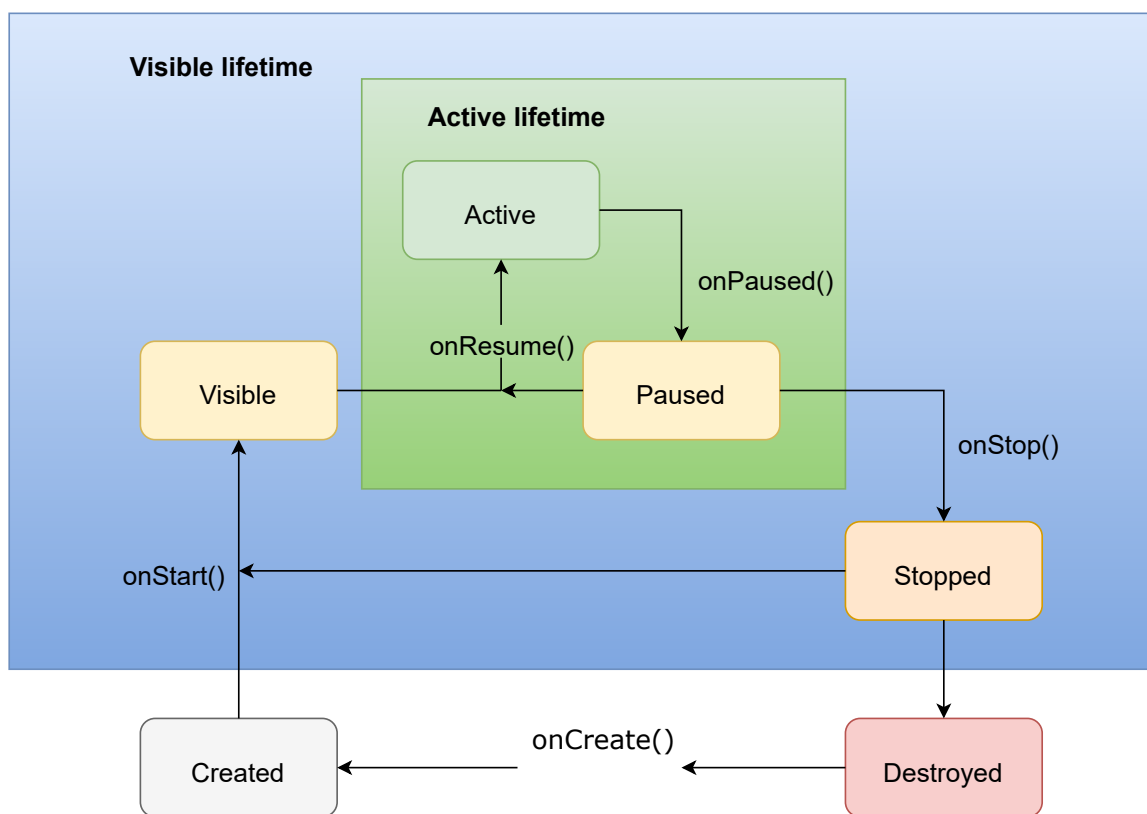 Visible lifetime
Active lifetime
Active
onPaused()
onResume()
Visible
Paused
onStop()
onStart()
Stopped
onCreate()
Created
Destroyed